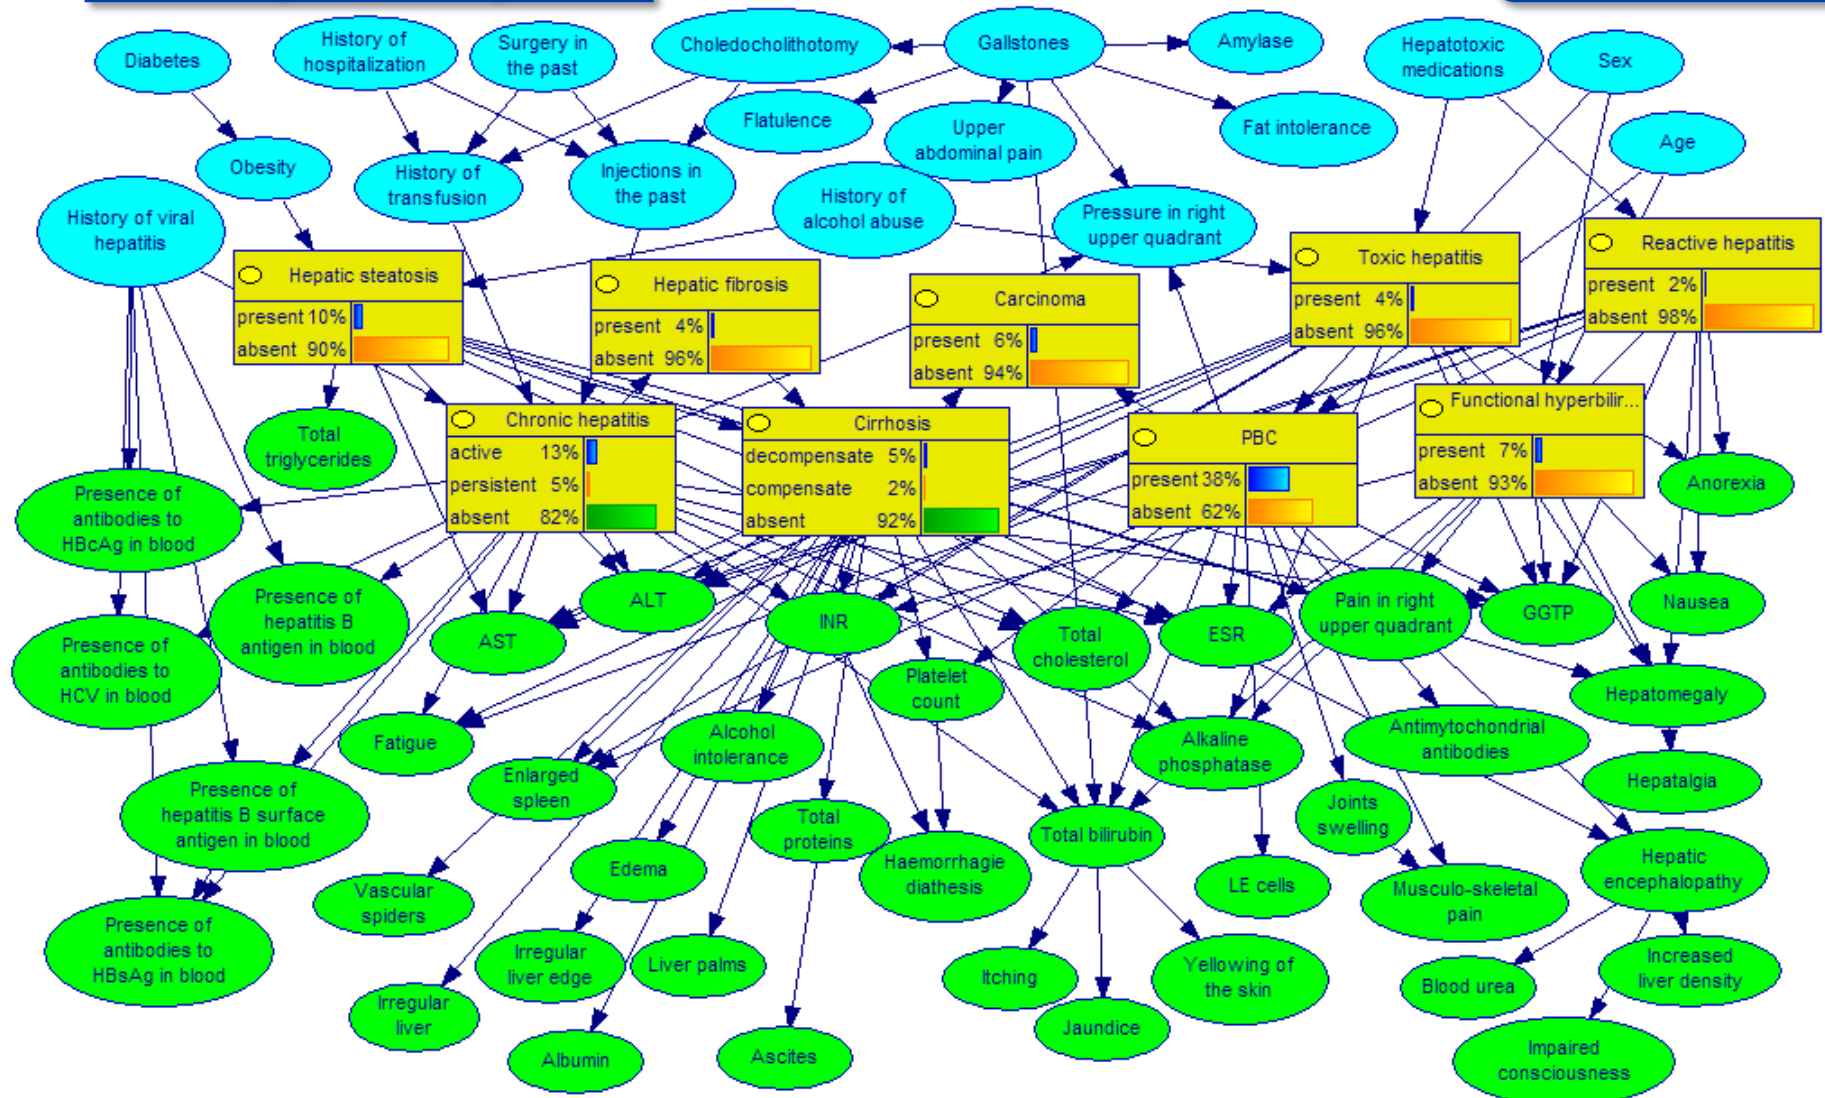 Diabetes
History of
hospitalization
Surgery in
the past
Choledocholithotomy
Gallstones
Amylase
Hepatotoxic
medications
Sex
Flatulence
Upper
abdominal pain
Fat intolerance
Age
Obesity
History of
transfusion
Injections in
the past
History of
alcohol abuse
Pressure in right
upper quadrant
History of viral
hepatitis
Hepatic steatosis
present 10%
absent 90%
Hepatic fibrosis
present 4%
absent 96%
Carcinoma
present 6%
absent 94%
Toxic hepatitis
present 4%
absent 96%
Reactive hepatitis
present 2%
absent 98%
Chronic hepatitis
active 13%
persistent 5%
absent 82%
Cirrhosis
decompensate 5%
compensate 2%
absent 92%
PBC
present 38%
absent 62%
Functional hyperbilir...
present 7%
absent 93%
Total
triglycerides
Anorexia
Presence of
antibodies to
HBcAg in blood
Presence of
hepatitis B
antigen in blood
ALT
AST
INR
Total
cholesterol
ESR
Pain in right
upper quadrant
GGTP
Nausea
Presence of
antibodies to
HCV in blood
Platelet
count
Hepatomegaly
Fatigue
Alcohol
intolerance
Alkaline
phosphatase
Antimytochondrial
antibodies
Enlarged
spleen
Hepatalgia
Presence of
hepatitis B surface
antigen in blood
Total
proteins
Total bilirubin
Joints
swelling
Edema
Haemorrhagie
diathesis
LE cells
Hepatic
encephalopathy
Vascular
spiders
Musculo-skeletal
pain
Presence of
antibodies to
HBsAg in blood
Irregular
liver edge
Liver palms
Itching
Yellowing of
the skin
Blood urea
Increased
liver density
Irregular
liver
Jaundice
Albumin
Ascites
Impaired
consciousness